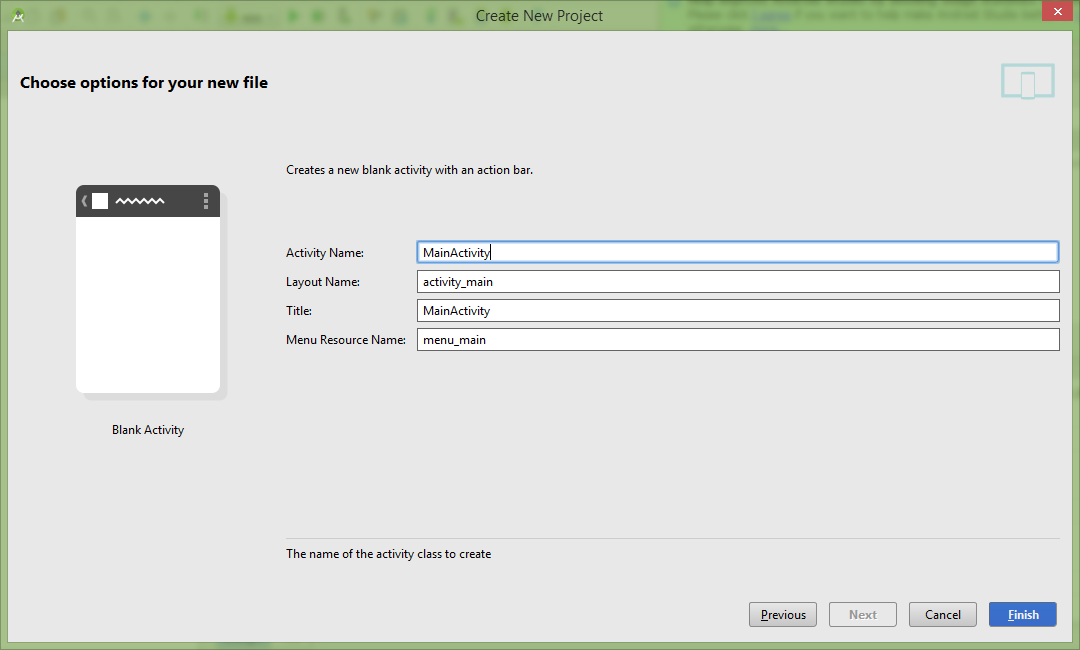 Create New Project
Choose options for your new file
Creates a new blank activity with an action bar.
Activity Name: MainActivity
Layout Name: activity_main
Title: MainActivity
Menu Resource Name: menu_main
Blank Activity
The name of the activity class to create
Previous Next Cancel Finish